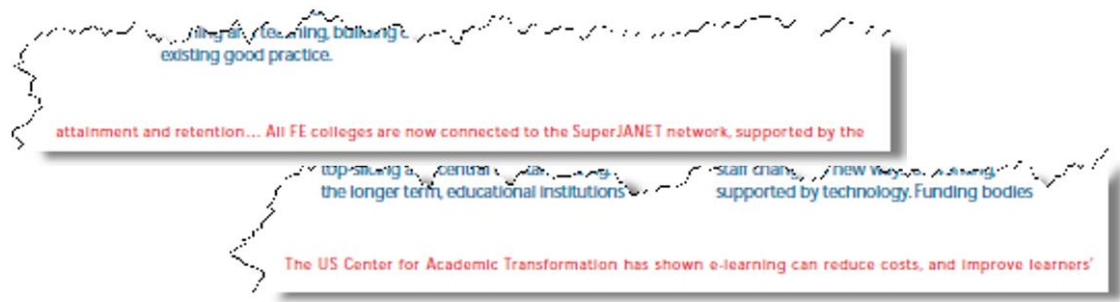 existing good practice.
attainment and retention... All FE colleges are now connected to the SuperJANET network, supported by the
the longer term, educational institutions
supported by technology. Funding bodies
The US Center for Academic Transformation has shown e-learning can reduce costs, and improve learners'